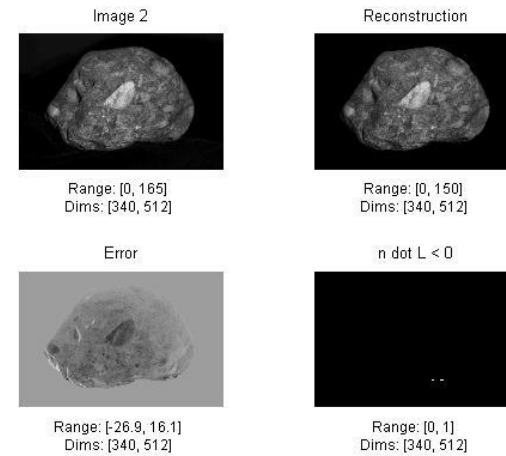 Image 2
Reconstruction
Range: [0, 165]
Dims: [340, 512]
Range: [0, 150]
Dims: [340, 512]
Error
n dot L < 0
Range: [-26.9, 16.1]
Dims: [340, 512]
Range: [0, 1]
Dims: [340, 512]